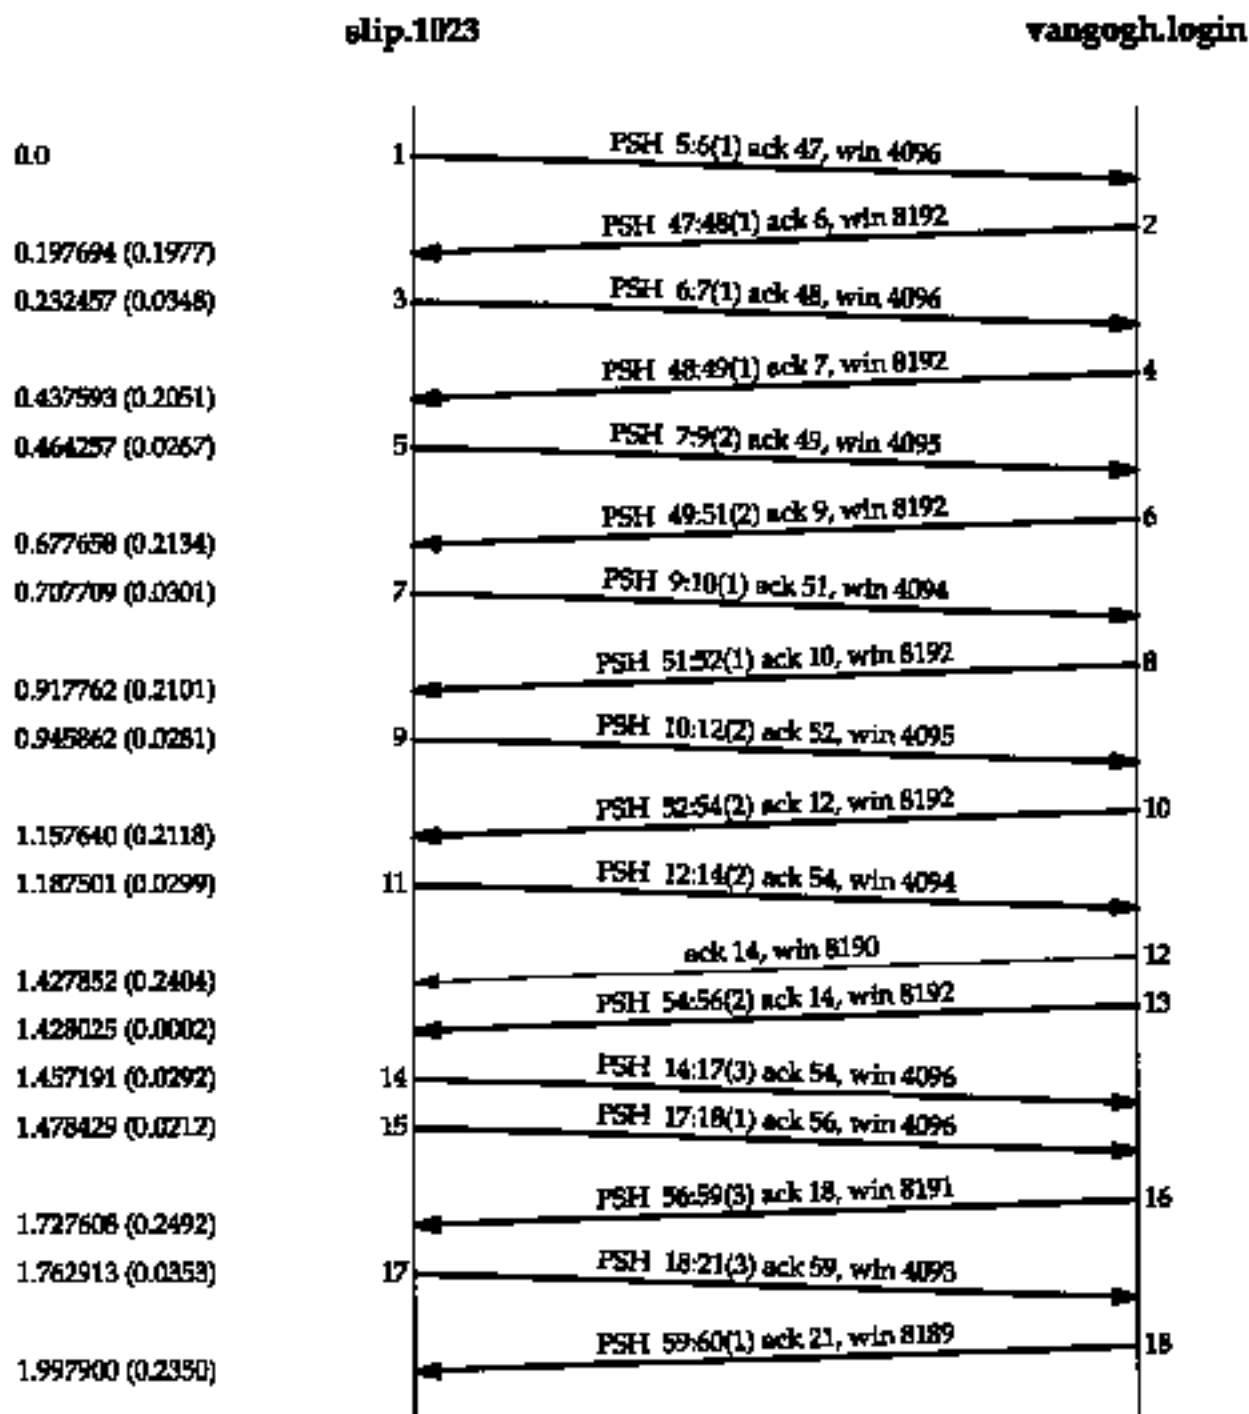 slip.1023 vangogh.login
0.0 1 PSH 5:6(1) ack 47, win 4096
PSH 47:48(1) ack 6, win 8192 2
0.197694 (0.1977)
0.232457 (0.0348) 3 PSH 6:7(1) ack 48, win 4096
PSH 48:49(1) ack 7, win 8192 4
0.437593 (0.2051)
0.464257 (0.0267) 5 PSH 7:9(2) ack 49, win 4095
PSH 49:51(2) ack 9, win 8192 6
0.677658 (0.2134)
0.707709 (0.0301) 7 PSH 9:10(1) ack 51, win 4094
PSH 51:52(1) ack 10, win 8192 8
0.917762 (0.2101)
0.945862 (0.0281) 9 PSH 10:12(2) ack 52, win 4095
PSH 52:54(2) ack 12, win 8192 10
1.157640 (0.2118)
1.187501 (0.0299) 11 PSH 12:14(2) ack 54, win 4094
ack 14, win 8190 12
1.427852 (0.2404)
PSH 54:56(2) ack 14, win 8192 13
1.428025 (0.0002)
1.457191 (0.0292) 14 PSH 14:17(3) ack 54, win 4096
1.478429 (0.0212) 15 PSH 17:18(1) ack 56, win 4096
PSH 56:59(3) ack 18, win 8191 16
1.727608 (0.2492)
1.762913 (0.0353) 17 PSH 18:21(3) ack 59, win 4093
PSH 59:60(1) ack 21, win 8189 18
1.997900 (0.2350)